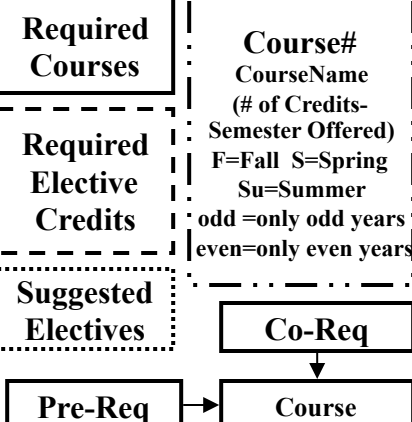 Required
Courses
Required
Elective
Credits
Suggested
Electives
Course#
CourseName
(# of Credits-
Semester Offered)
F=Fall S=Spring
Su=Summer
odd =only odd years
even=only even years
Co-Req
Pre-Req
Course